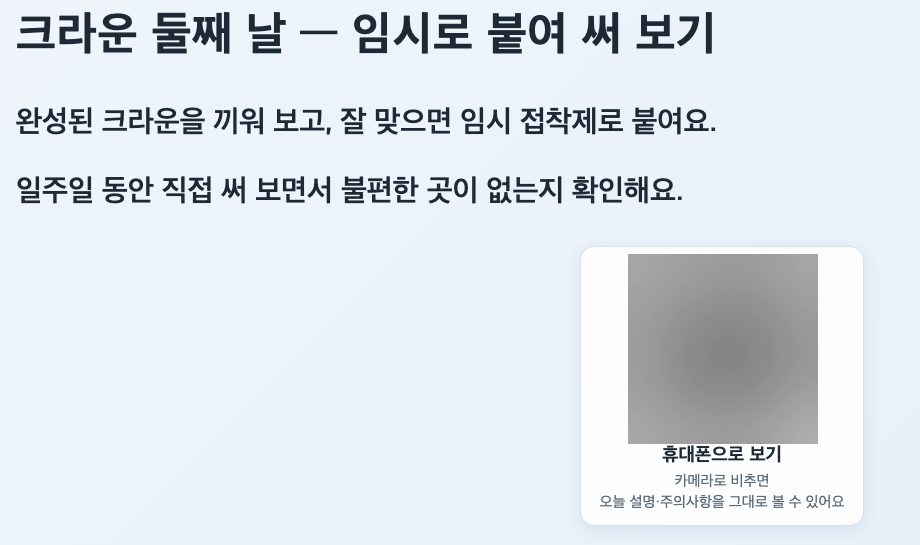 크라운 둘째 날 — 임시로 붙여 써 보기
완성된 크라운을 끼워 보고, 잘 맞으면 임시 접착제로 붙여요.
일주일 동안 직접 써 보면서 불편한 곳이 없는지 확인해요.
휴대폰으로 보기
카메라로 비추면
오늘 설명·주의사항을 그대로 볼 수 있어요